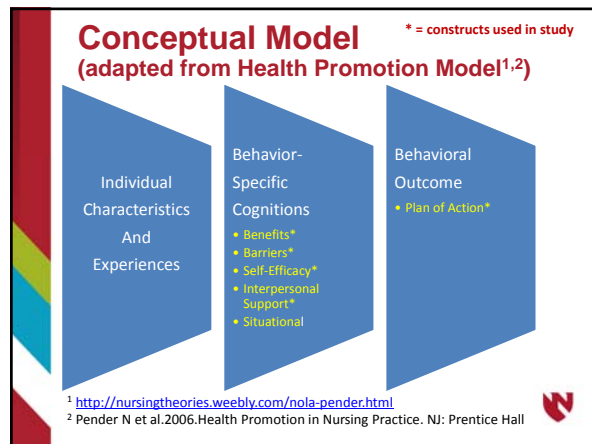 Conceptual Model
* = constructs used in study
(adapted from Health Promotion Model1,2)
Individual
Characteristics
And
Experiences
Behavior-
Specific
Cognitions
• Benefits*
• Barriers*
• Self-Efficacy*
• Interpersonal
Support*
• Situational
Behavioral
Outcome
• Plan of Action*
1 http://nursingtheories.weebly.com/nola-pender.html
2 Pender N et al.2006.Health Promotion in Nursing Practice. NJ: Prentice Hall
N